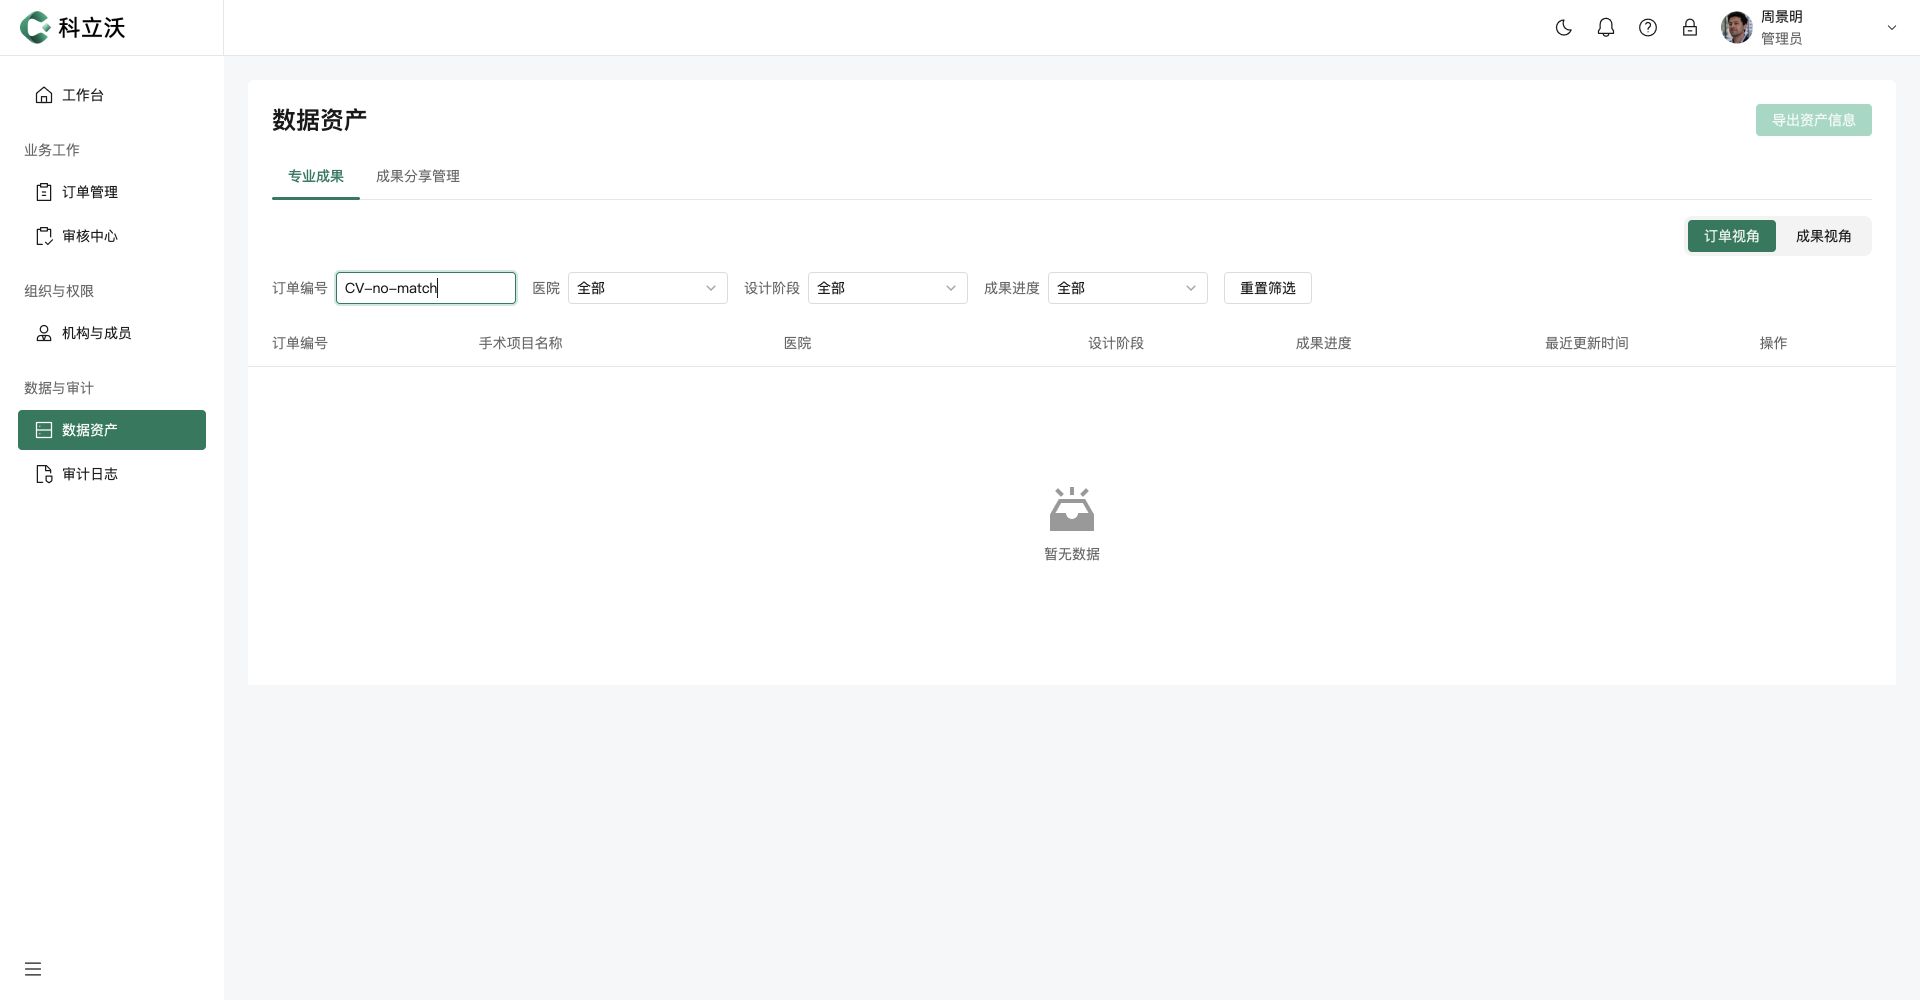 科立沃
周景明
管理员
工作台
业务工作
订单管理
审核中心
组织与权限
机构与成员
数据与审计
数据资产
审计日志
数据资产
导出资产信息
专业成果 成果分享管理
订单视角 成果视角
订单编号 CV-no-match 医院 全部 设计阶段 全部 成果进度 全部 重置筛选
订单编号 手术项目名称 医院 设计阶段 成果进度 最近更新时间 操作
暂无数据